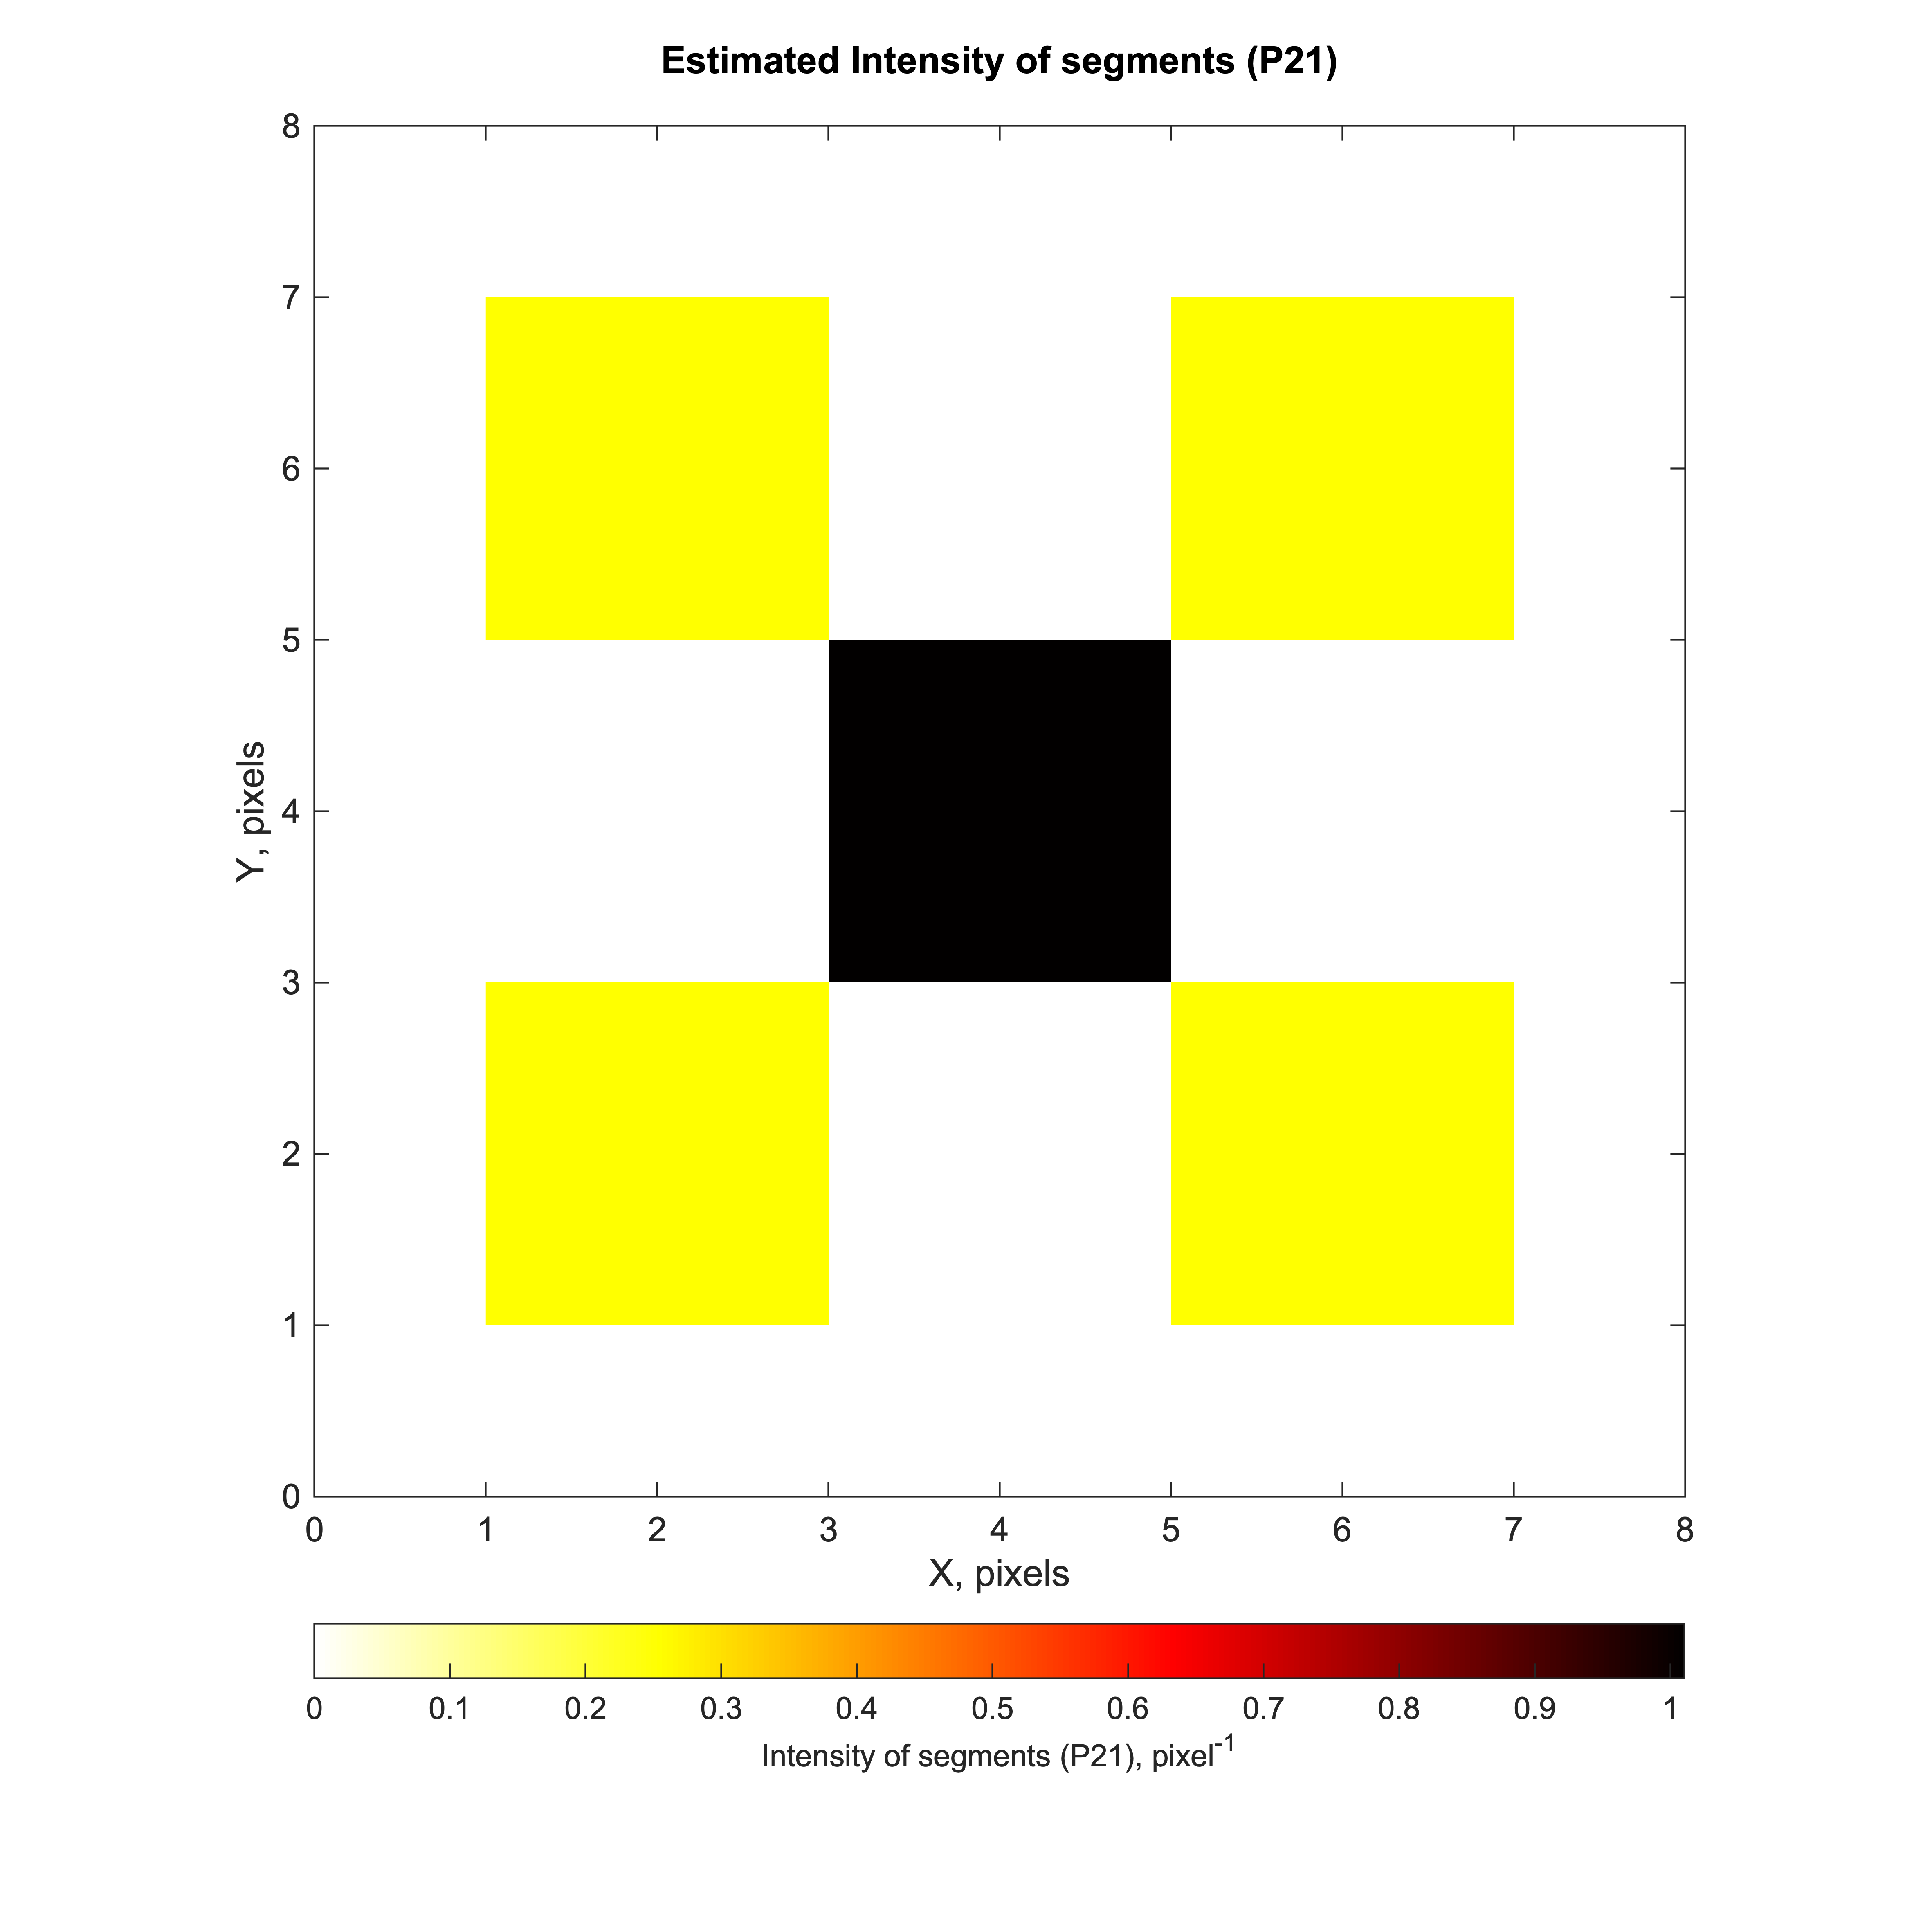 Estimated Intensity of segments (P21)
8
7
6
5
4
3
2
1
0
Y, pixels
0 1 2 3 4 5 6 7 8
X, pixels
0 0.1 0.2 0.3 0.4 0.5 0.6 0.7 0.8 0.9 1
Intensity of segments (P21), pixel⁻¹